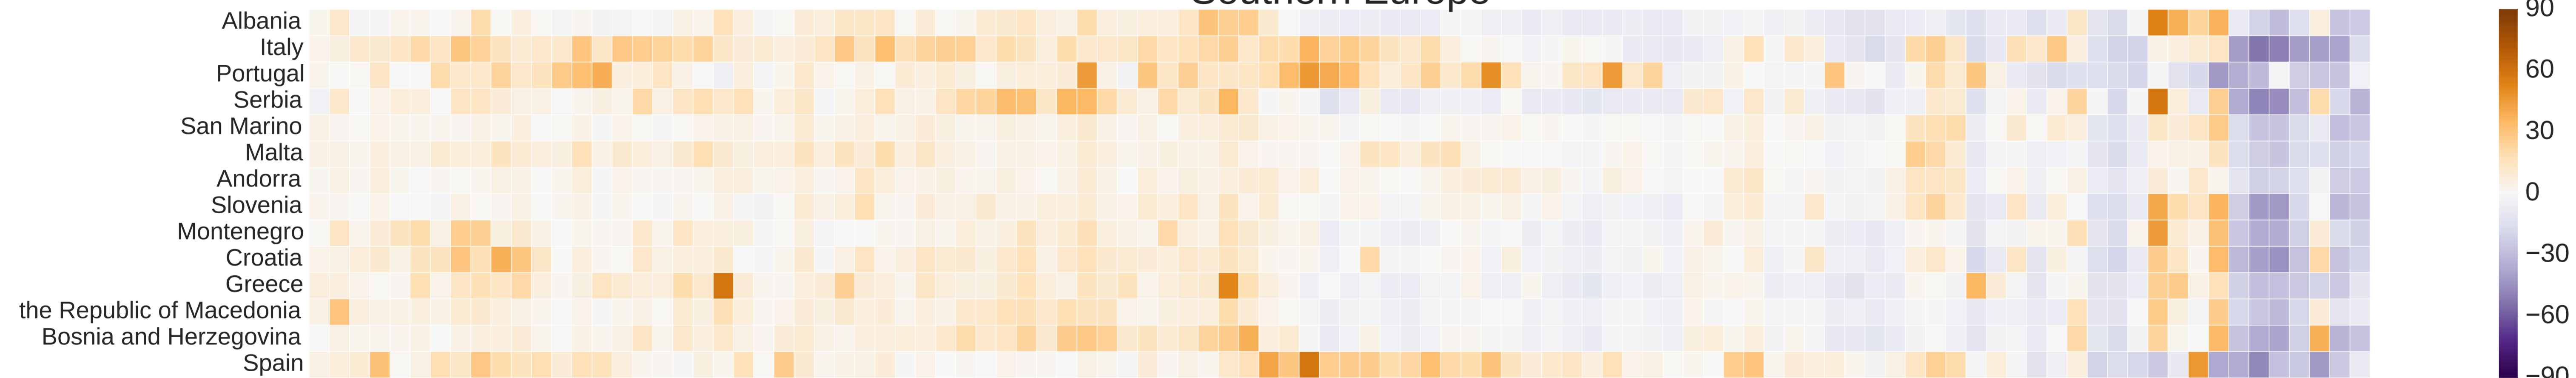 Southern Europe
Albania
Italy
Portugal
Serbia
San Marino
Malta
Andorra
Slovenia
Montenegro
Croatia
Greece
the Republic of Macedonia
Bosnia and Herzegovina
Spain
90
60
30
0
−30
−60
−90